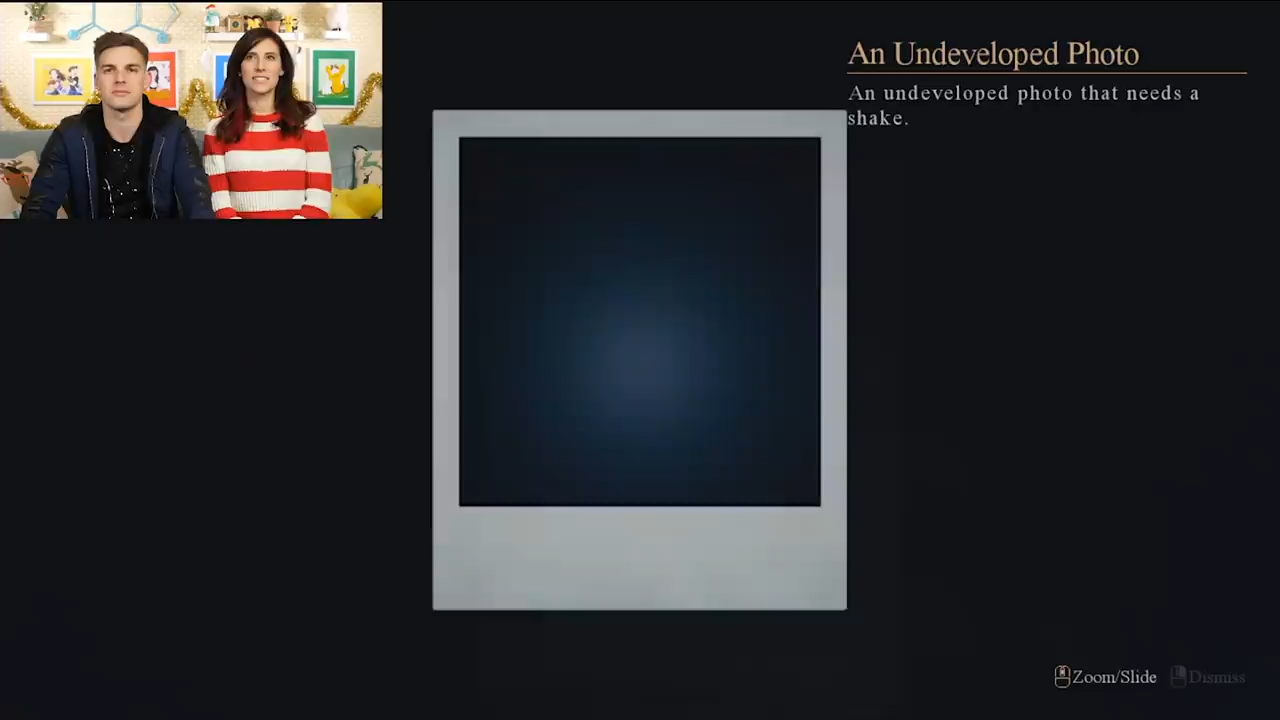 An Undeveloped Photo
An undeveloped photo that needs a
shake.
Zoom/Slide Dismiss